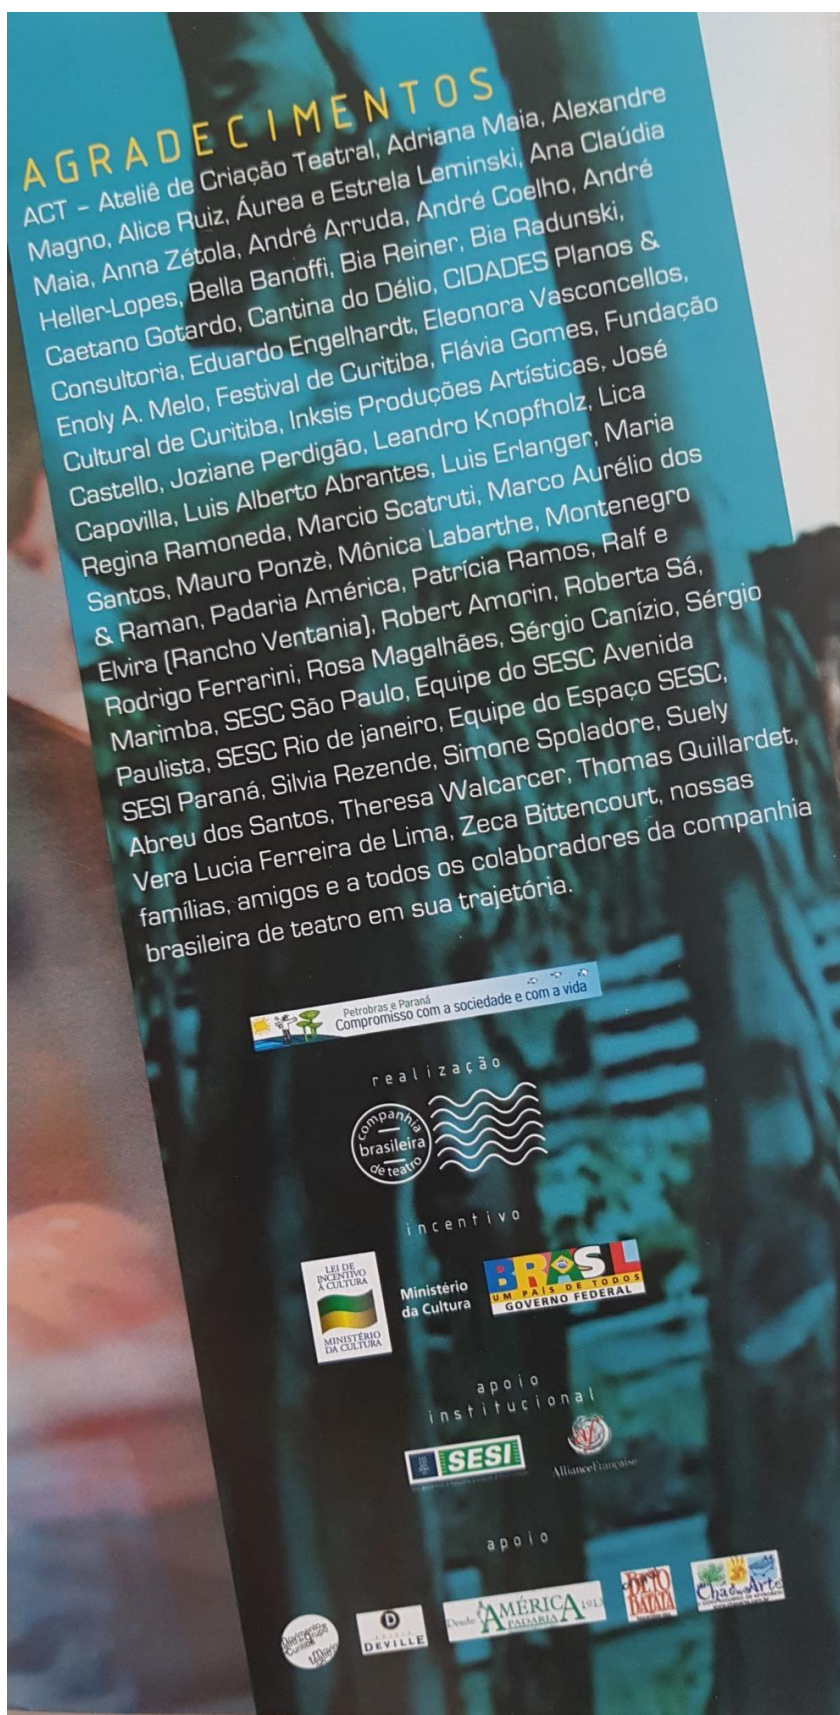 AGRADECIMENTOS
ACT – Ateliê de Criação Teatral, Adriana Maia, Alexandre
Magno, Alice Ruiz, Áurea e Estrela Leminski, Ana Claúdia
Maia, Anna Zétola, André Arruda, André Coelho, André
Heller-Lopes, Bella Banoffi, Bia Reiner, Bia Radunski,
Caetano Gotardo, Cantina do Délio, CIDADES Planos &
Consultoria, Eduardo Engelhardt, Eleonora Vasconcellos,
Enoly A. Melo, Festival de Curitiba, Flávia Gomes, Fundação
Cultural de Curitiba, Inksis Produções Artísticas, José
Castello, Joziane Perdigão, Leandro Knopfholz, Lica
Capovilla, Luis Alberto Abrantes, Luis Erlanger, Maria
Regina Ramoneda, Marcio Scatruti, Marco Aurélio dos
Santos, Mauro Ponzè, Mônica Labarthe, Montenegro
& Raman, Padaria América, Patrícia Ramos, Ralf e
Elvira (Rancho Ventania), Robert Amorin, Roberta Sá,
Rodrigo Ferrarini, Rosa Magalhães, Sérgio Canízio, Sérgio
Marimba, SESC São Paulo, Equipe do SESC Avenida
Paulista, SESC Rio de janeiro, Equipe do Espaço SESC,
SESI Paraná, Silvia Rezende, Simone Spoladore, Suely
Abreu dos Santos, Theresa Walcarcer, Thomas Quillardet,
Vera Lucia Ferreira de Lima, Zeca Bittencourt, nossas
famílias, amigos e a todos os colaboradores da companhia
brasileira de teatro em sua trajetória.
Petrobras e Paraná
Compromisso com a sociedade e com a vida
realização
companhia
brasileira
de teatro
incentivo
LEI DE
INCENTIVO
À CULTURA
MINISTÉRIO
DA CULTURA
Ministério
da Cultura
BRASIL
UM PAÍS DE TODOS
GOVERNO FEDERAL
apoio
institucional
SESI
af
AllianceFrançaise
apoio
Movimento
de Grupo
Curitiba
D
DEVILLE
Desde AMÉRICA 1913
PADARIA
BETO
BATATA
Chá Arte